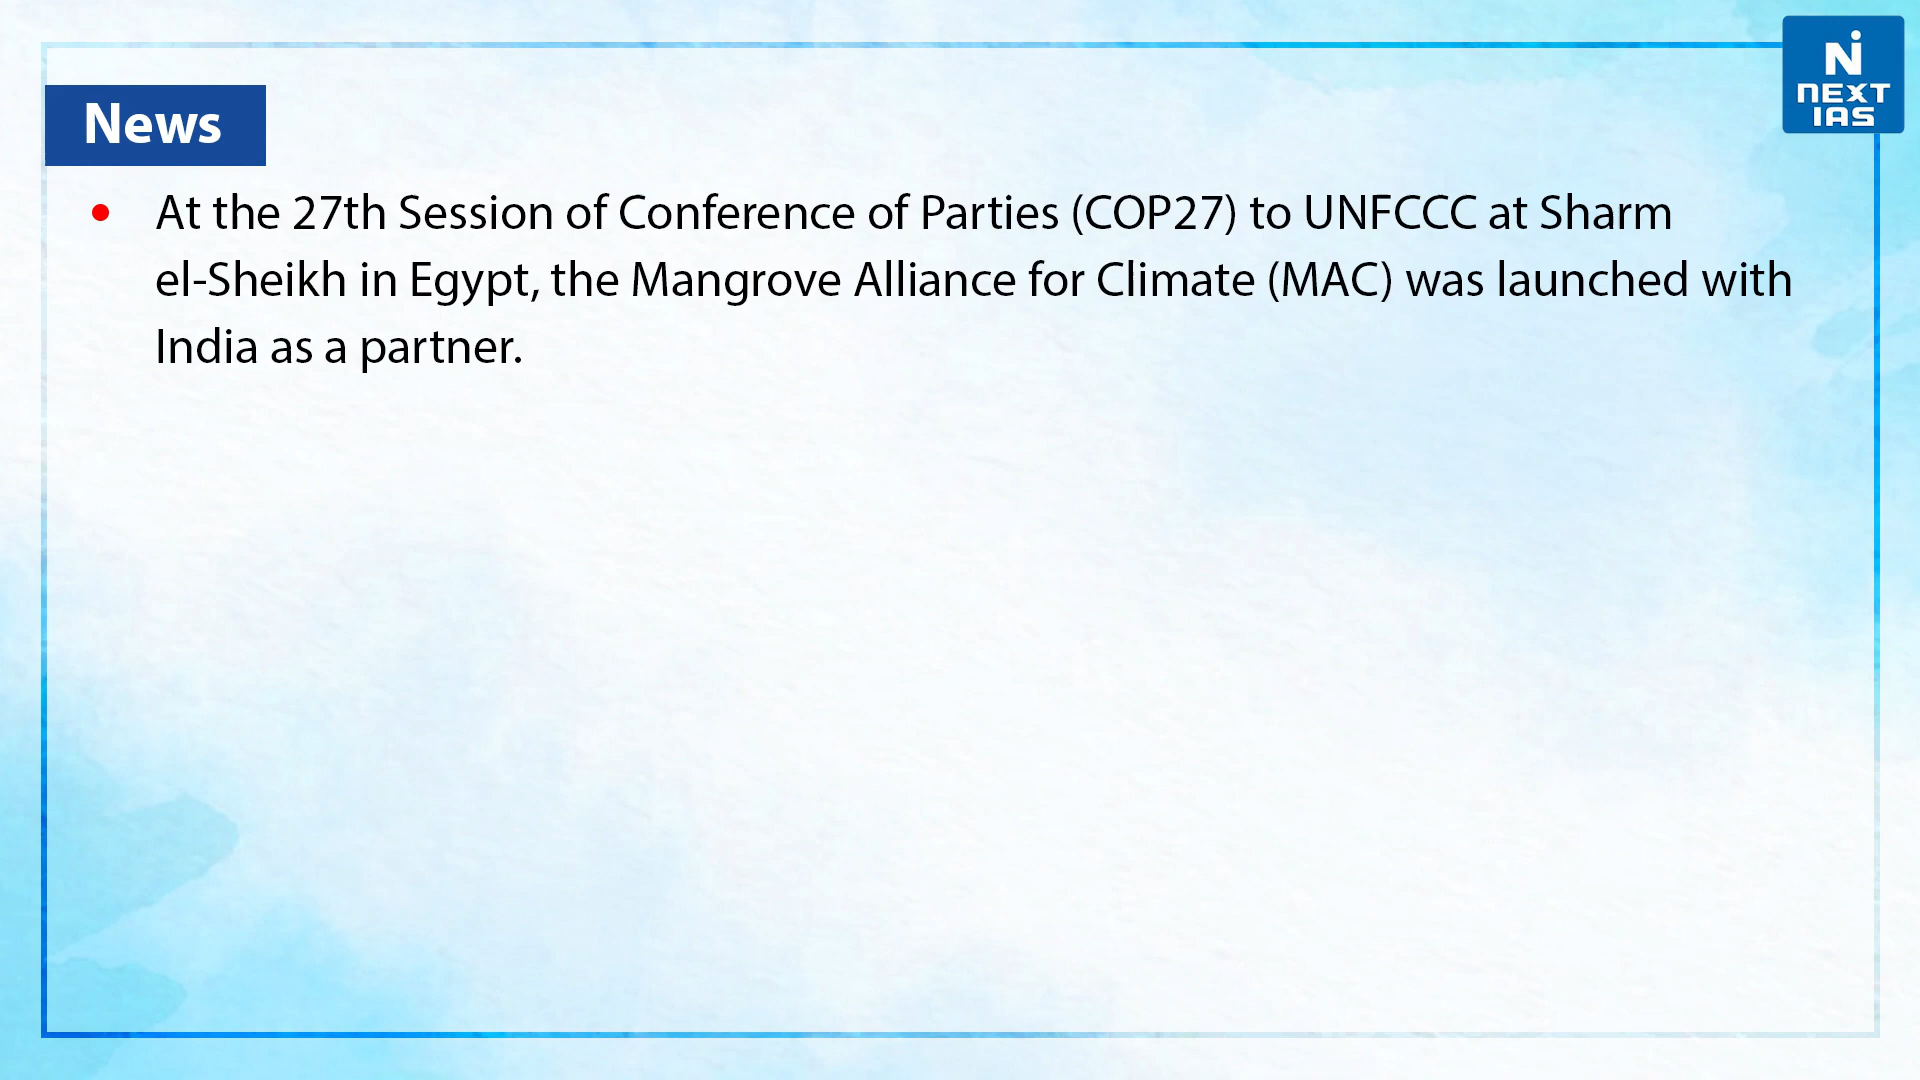 NEXT
IAS
News
• At the 27th Session of Conference of Parties (COP27) to UNFCCC at Sharm
el-Sheikh in Egypt, the Mangrove Alliance for Climate (MAC) was launched with
India as a partner.